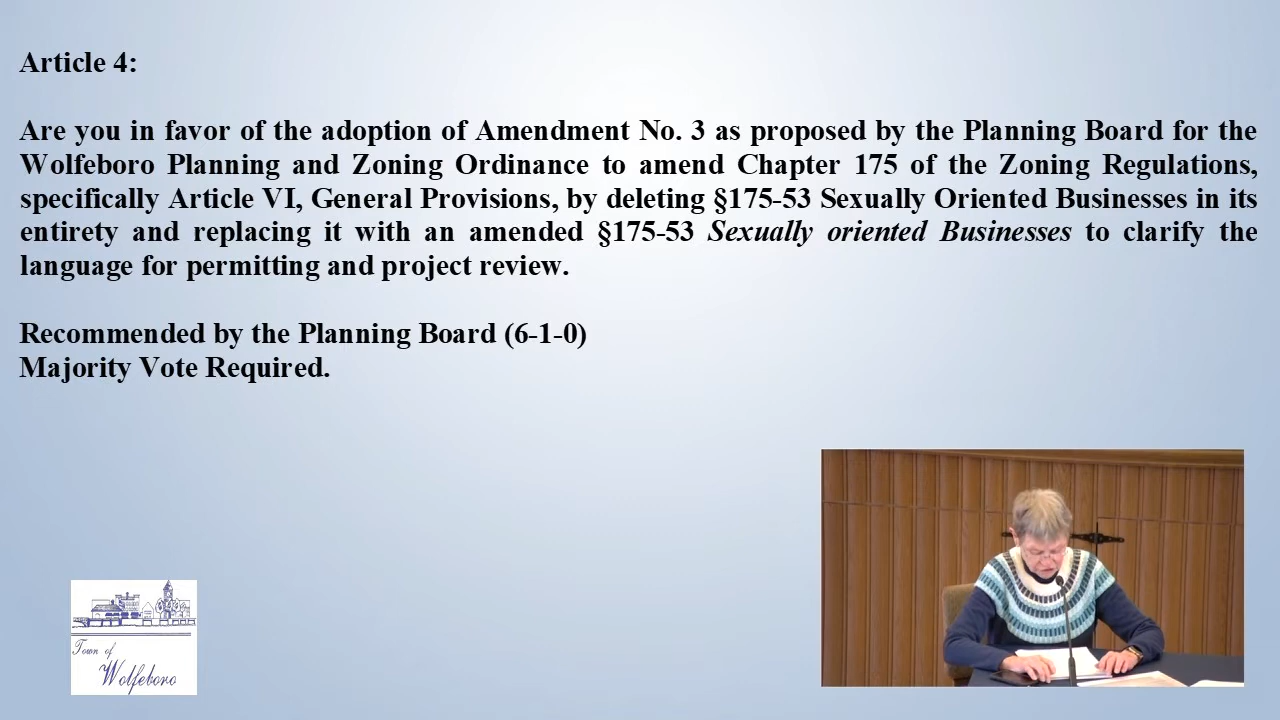 Article 4:
Are you in favor of the adoption of Amendment No. 3 as proposed by the Planning Board for the
Wolfeboro Planning and Zoning Ordinance to amend Chapter 175 of the Zoning Regulations,
specifically Article VI, General Provisions, by deleting §175-53 Sexually Oriented Businesses in its
entirety and replacing it with an amended §175-53 Sexually oriented Businesses to clarify the
language for permitting and project review.
Recommended by the Planning Board (6-1-0)
Majority Vote Required.
Town of
Wolfeboro